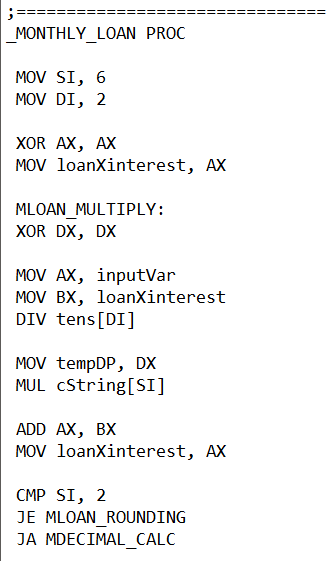 ;================================
_MONTHLY_LOAN PROC
MOV SI, 6
MOV DI, 2
XOR AX, AX
MOV loanXinterest, AX
MLOAN_MULTIPLY:
XOR DX, DX
MOV AX, inputVar
MOV BX, loanXinterest
DIV tens[DI]
MOV tempDP, DX
MUL cString[SI]
ADD AX, BX
MOV loanXinterest, AX
CMP SI, 2
JE MLOAN_ROUNDING
JA MDECIMAL_CALC